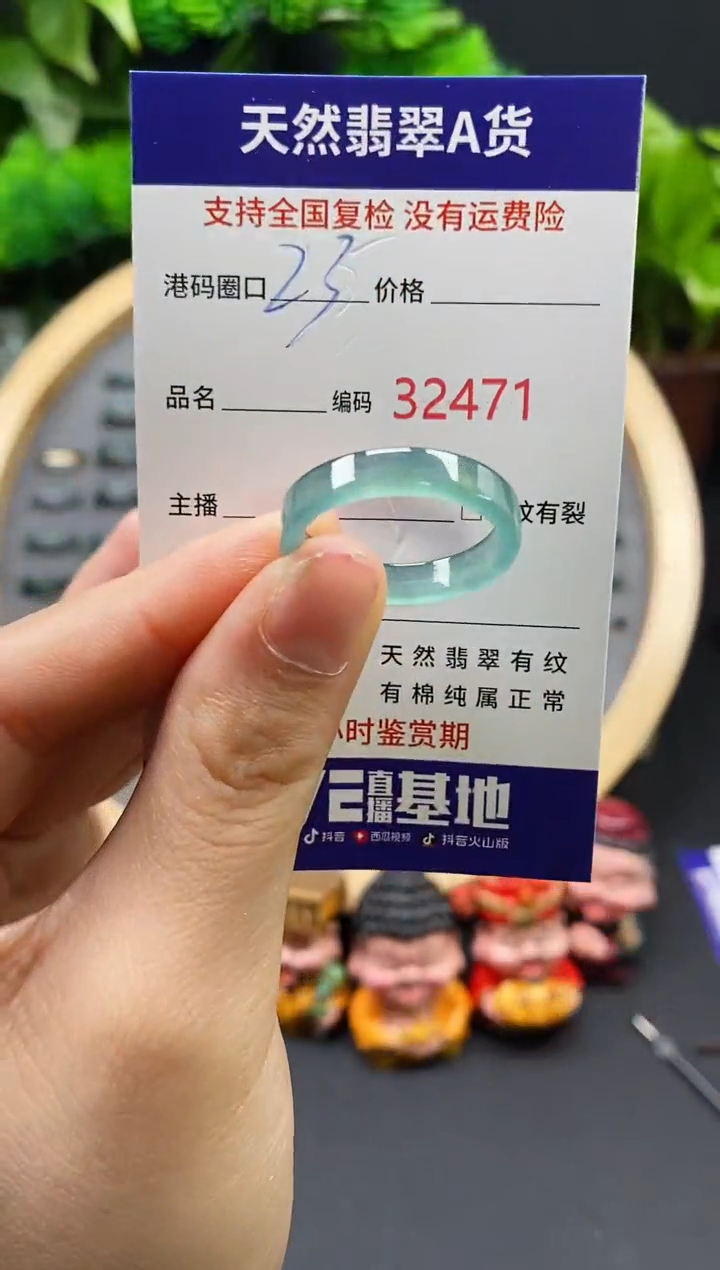 天然翡翠A货
支持全国复检 没有运费险
港码圈口 25 价格
品名 编码 32471
主播 纹有裂
天然翡翠有纹
有棉纯属正常
小时鉴赏期
直播基地
抖音 西瓜视频 抖音火山版